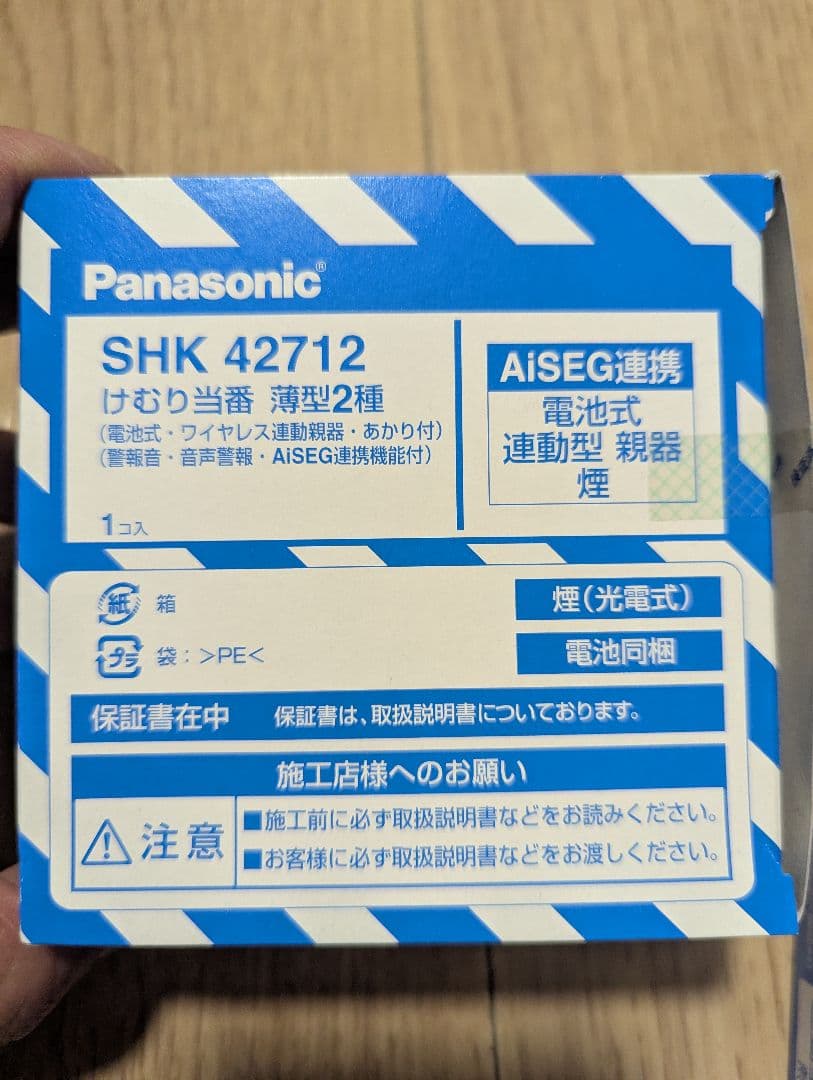 Panasonic®
SHK 42712
けむり当番 薄型2種
(電池式・ワイヤレス連動親器・あかり付)
(警報音・音声警報・AiSEG連携機能付)
1コ入
AiSEG連携
電池式
連動型 親器
煙
紙 箱
プラ 袋:>PE<
煙(光電式)
電池同梱
保証書在中 保証書は、取扱説明書についております。
施工店様へのお願い
注意
■施工前に必ず取扱説明書などをお読みください。
■お客様に必ず取扱説明書などをお渡しください。